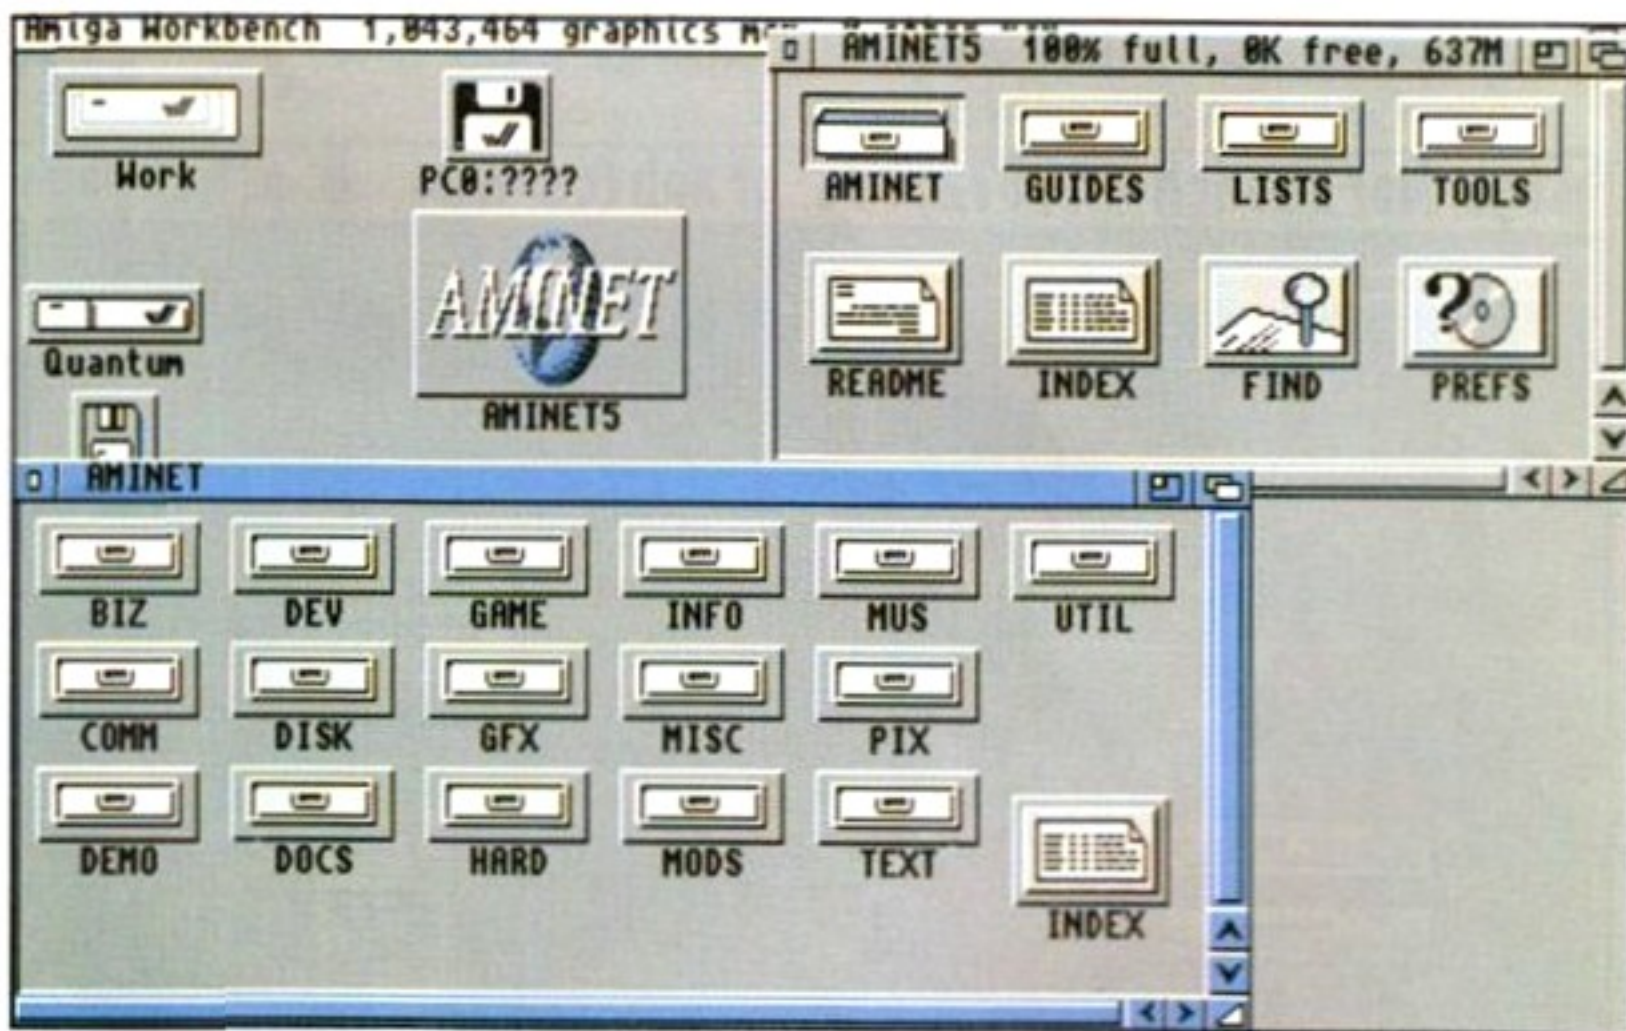 Amiga Workbench 1,043,464 graphics
AMINET5 100% full, 0K free, 637M
Work
PC0:????
AMINET
GUIDES
LISTS
TOOLS
AMINET
Quantum
AMINET5
README
INDEX
FIND
PREFS
AMINET
BIZ
DEV
GAME
INFO
MUS
UTIL
COMM
DISK
GFX
MISC
PIX
DEMO
DOCS
HARD
MODS
TEXT
INDEX